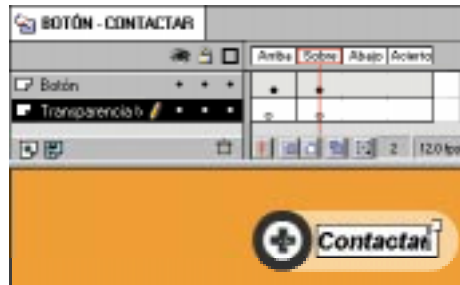 BOTÓN - CONTACTAR
Arriba Sobre Abajo Acierto
Botón
Transparencia b
2 12.0 fps
Contactar